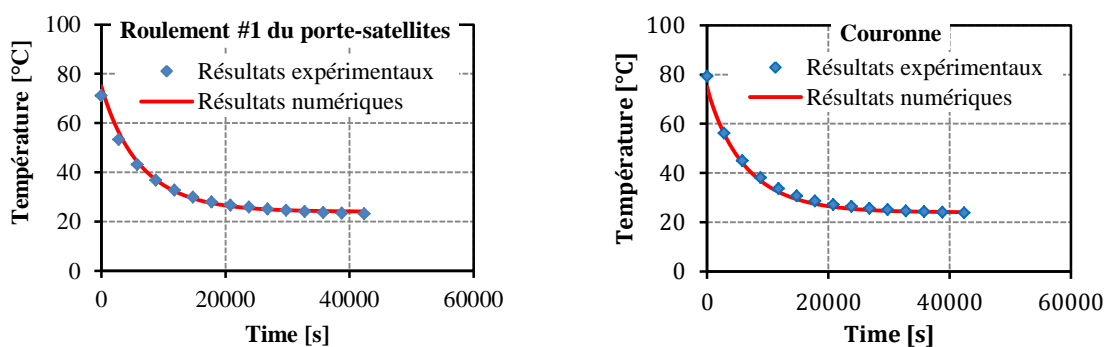 Roulement #1 du porte-satellites
Résultats expérimentaux
Résultats numériques
Température [°C]
100
80
60
40
20
0
0 20000 40000 60000
Time [s]
Couronne
Résultats expérimentaux
Résultats numériques
Température [°C]
100
80
60
40
20
0
0 20000 40000 60000
Time [s]